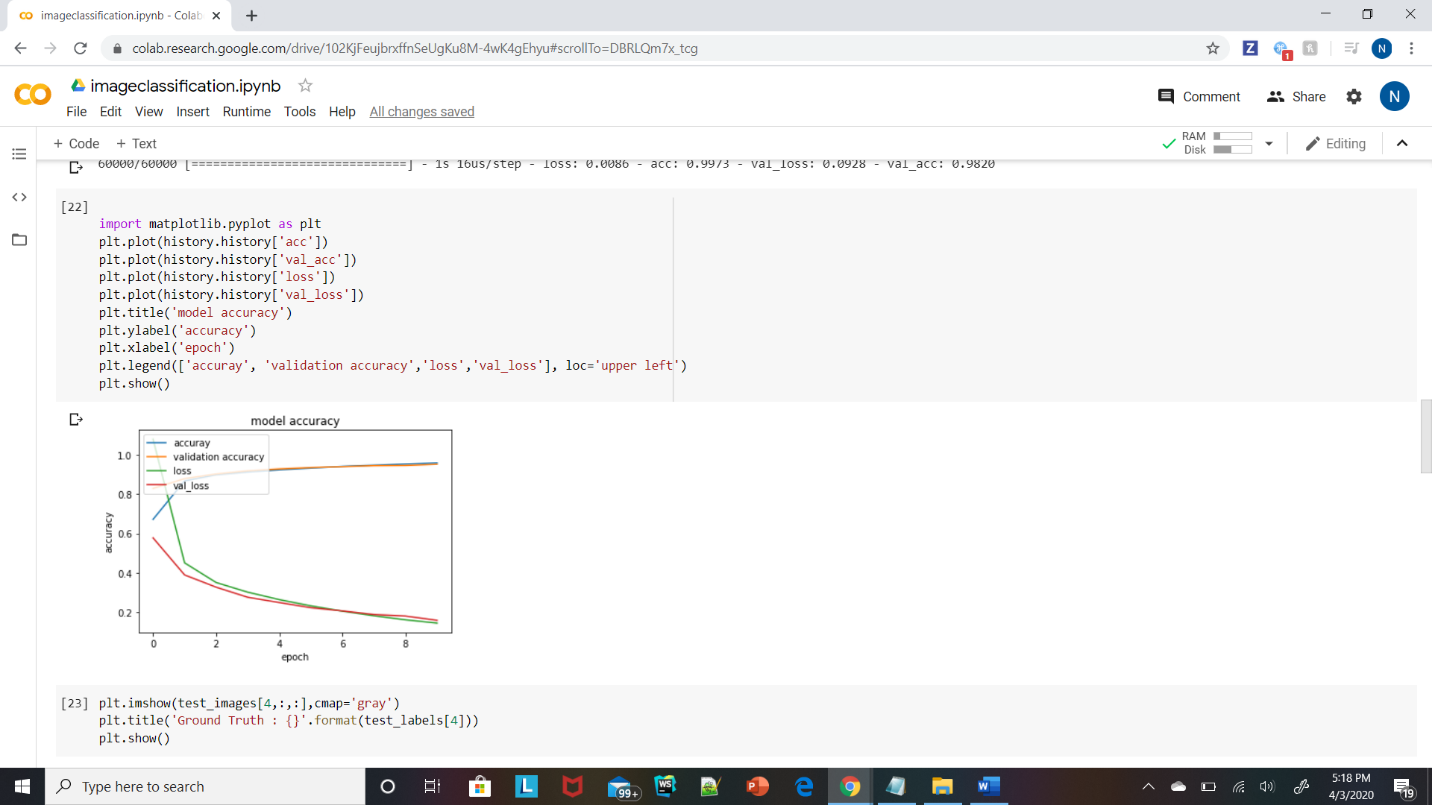 imageclassification.ipynb - Colab
colab.research.google.com/drive/102KjFeujbrxffnSeUgKu8M-4wK4gEhyu#scrollTo=DBRLQm7x_tcg
Z
1
N
imageclassification.ipynb
Comment
Share
N
File Edit View Insert Runtime Tools Help All changes saved
+ Code + Text
RAM
Disk
Editing
60000/60000 [==============================] - 1s 16us/step - loss: 0.0086 - acc: 0.9973 - val_loss: 0.0928 - val_acc: 0.9820
[22]
import matplotlib.pyplot as plt
plt.plot(history.history['acc'])
plt.plot(history.history['val_acc'])
plt.plot(history.history['loss'])
plt.plot(history.history['val_loss'])
plt.title('model accuracy')
plt.ylabel('accuracy')
plt.xlabel('epoch')
plt.legend(['accuray', 'validation accuracy','loss','val_loss'], loc='upper left')
plt.show()
model accuracy
accuray
validation accuracy
loss
val_loss
1.0
0.8
0.6
0.4
0.2
accuracy
0 2 4 6 8
epoch
[23] plt.imshow(test_images[4,:,:],cmap='gray')
plt.title('Ground Truth : {}'.format(test_labels[4]))
plt.show()
Type here to search
L
99+
WS
P
W
5:18 PM
4/3/2020
19